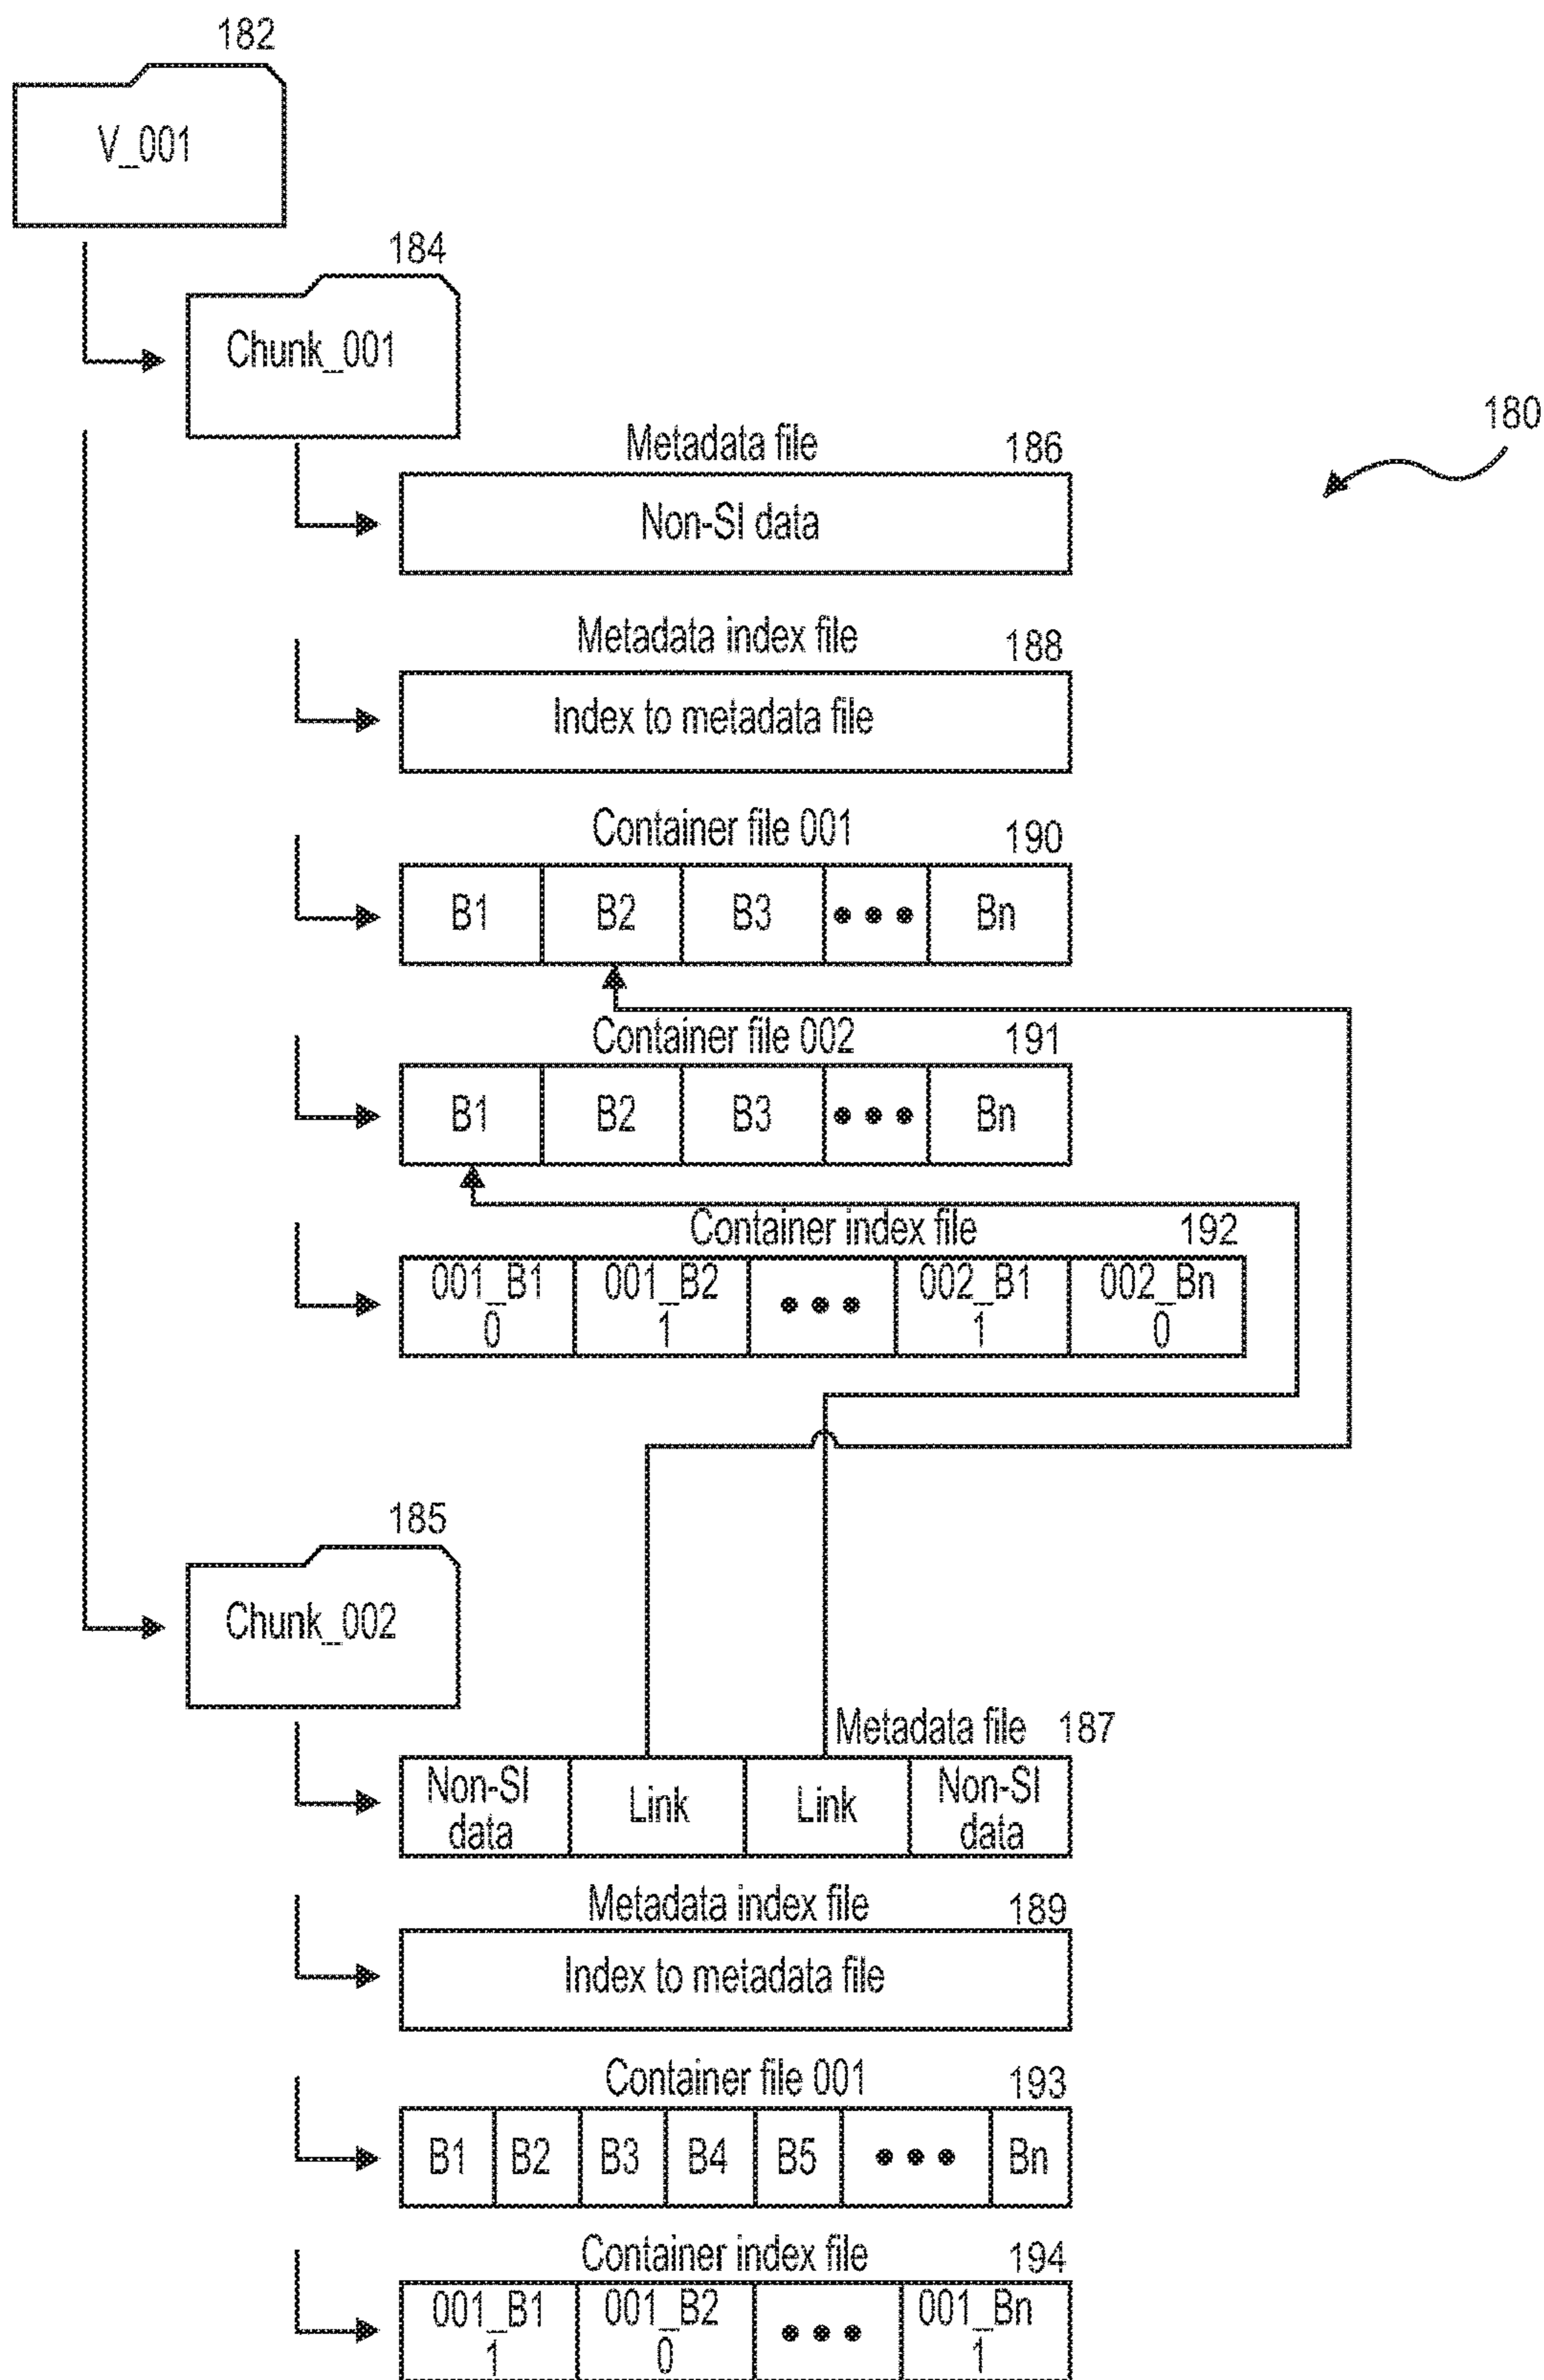 182
V_001
184
Chunk_001
180
Metadata file 186
Non-SI data
Metadata index file 188
Index to metadata file
Container file 001 190
B1 B2 B3 ••• Bn
Container file 002 191
B1 B2 B3 ••• Bn
Container index file 192
001_B1 001_B2 ••• 002_B1 002_Bn
0 1 1 0
185
Chunk_002
Metadata file 187
Non-SI Link Link Non-SI
data data
Metadata index file 189
Index to metadata file
Container file 001 193
B1 B2 B3 B4 B5 ••• Bn
Container index file 194
001_B1 001_B2 ••• 001_Bn
1 0 1